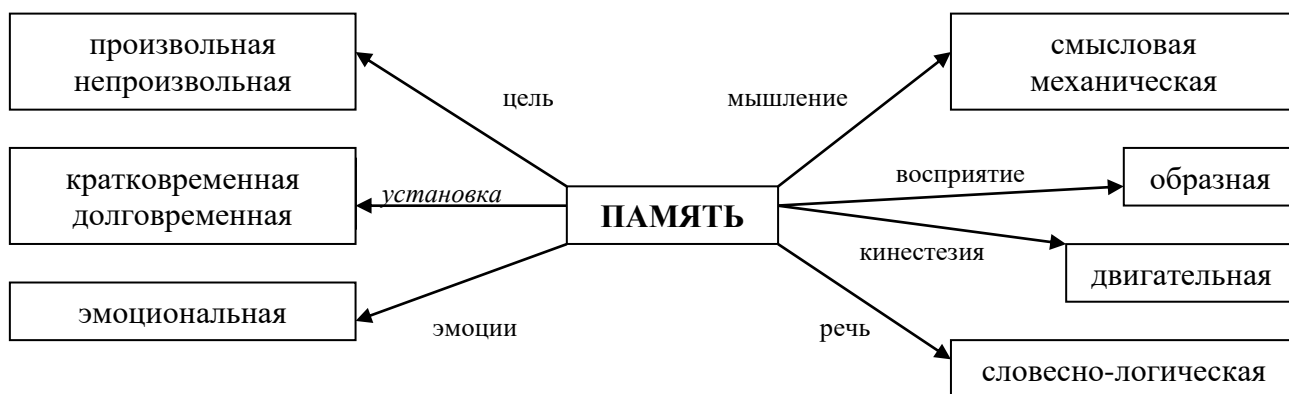 произвольная
непроизвольная
цель
кратковременная
долговременная
установка
эмоциональная
эмоции
ПАМЯТЬ
мышление
смысловая
механическая
восприятие
образная
кинестезия
двигательная
речь
словесно-логическая